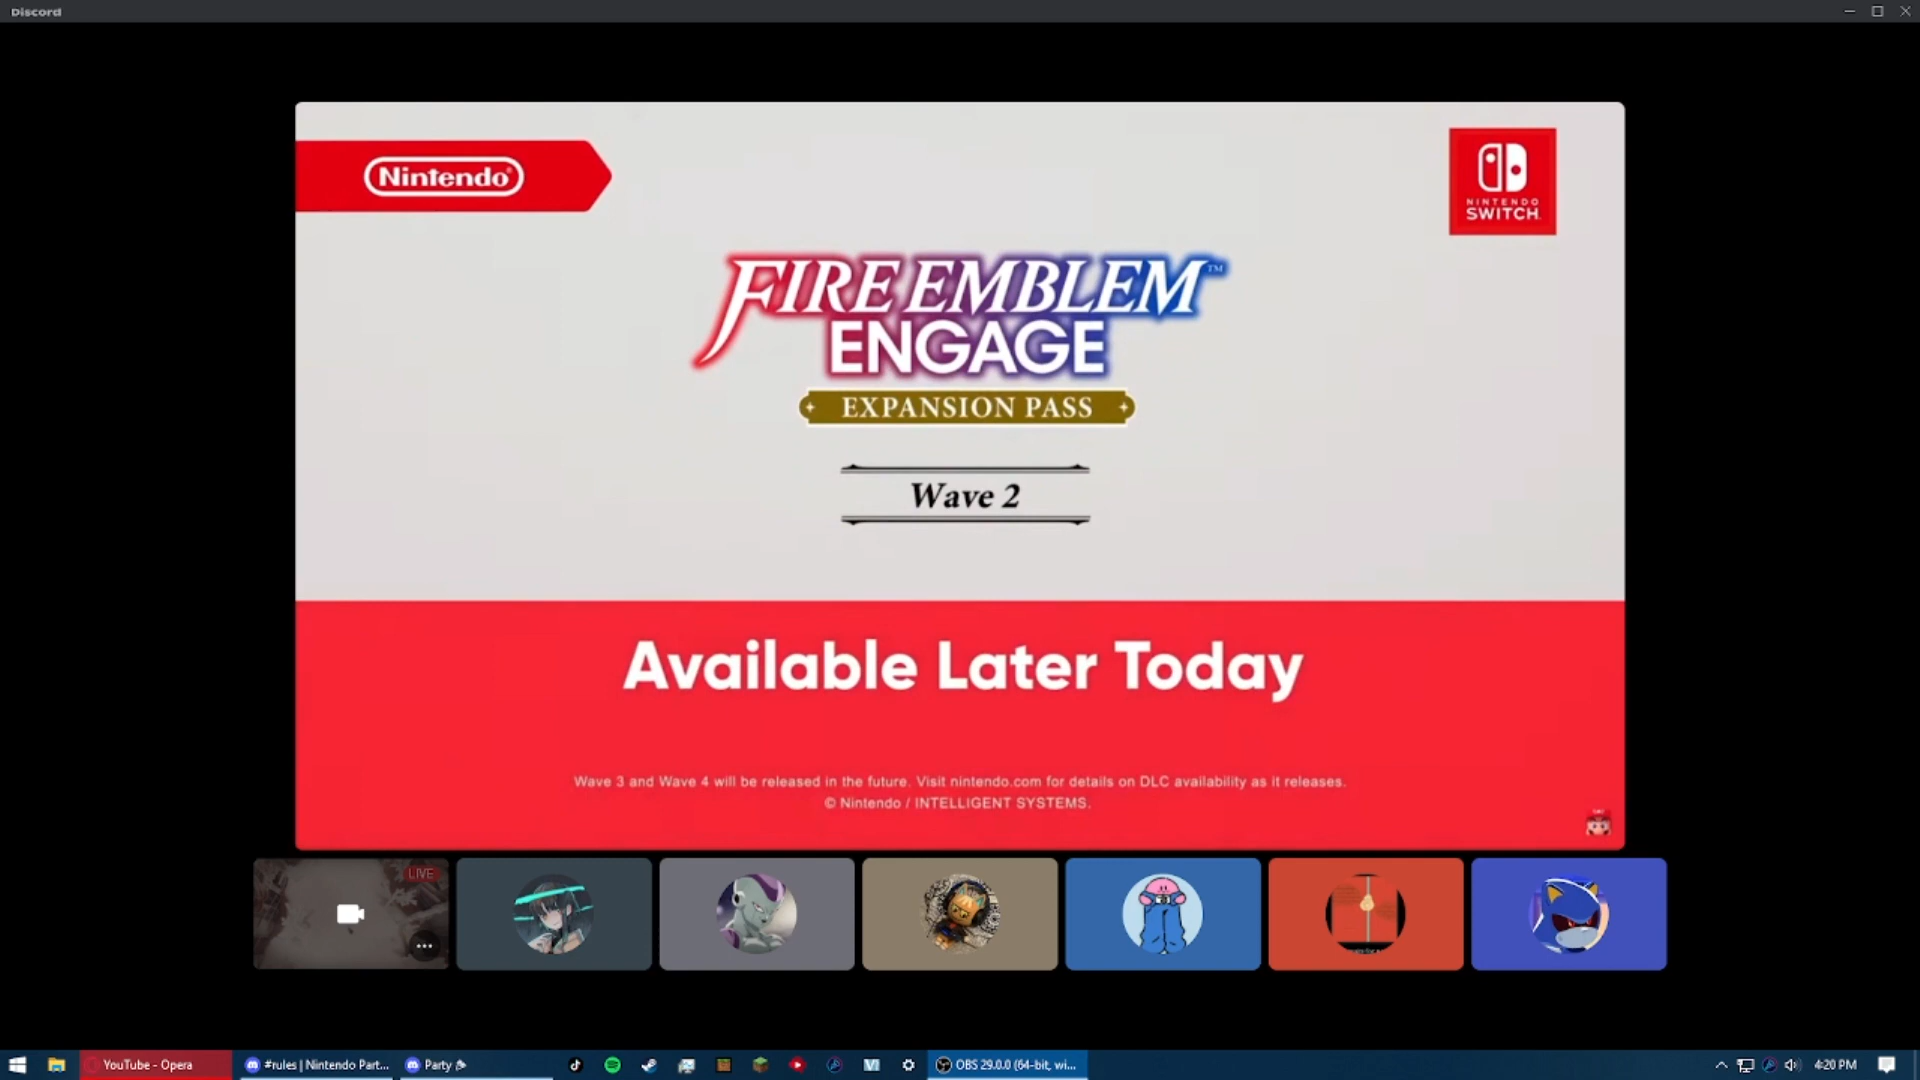 Discord
Nintendo®
NINTENDO
SWITCH™
FIRE EMBLEM™
ENGAGE
EXPANSION PASS
Wave 2
Available Later Today
Wave 3 and Wave 4 will be released in the future. Visit nintendo.com for details on DLC availability as it releases.
© Nintendo / INTELLIGENT SYSTEMS.
LIVE
YouTube - Opera
#rules | Nintendo Part...
Party
OBS 29.0.0 (64-bit, wi...
4:20 PM